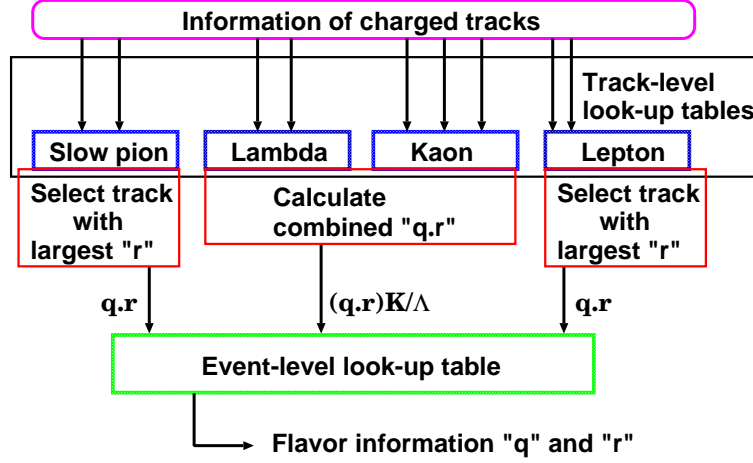 Information of charged tracks
Track-level
look-up tables
Slow pion
Lambda
Kaon
Lepton
Select track
with
largest "r"
Calculate
combined "q.r"
Select track
with
largest "r"
q.r
(q.r)K/Λ
q.r
Event-level look-up table
Flavor information "q" and "r"